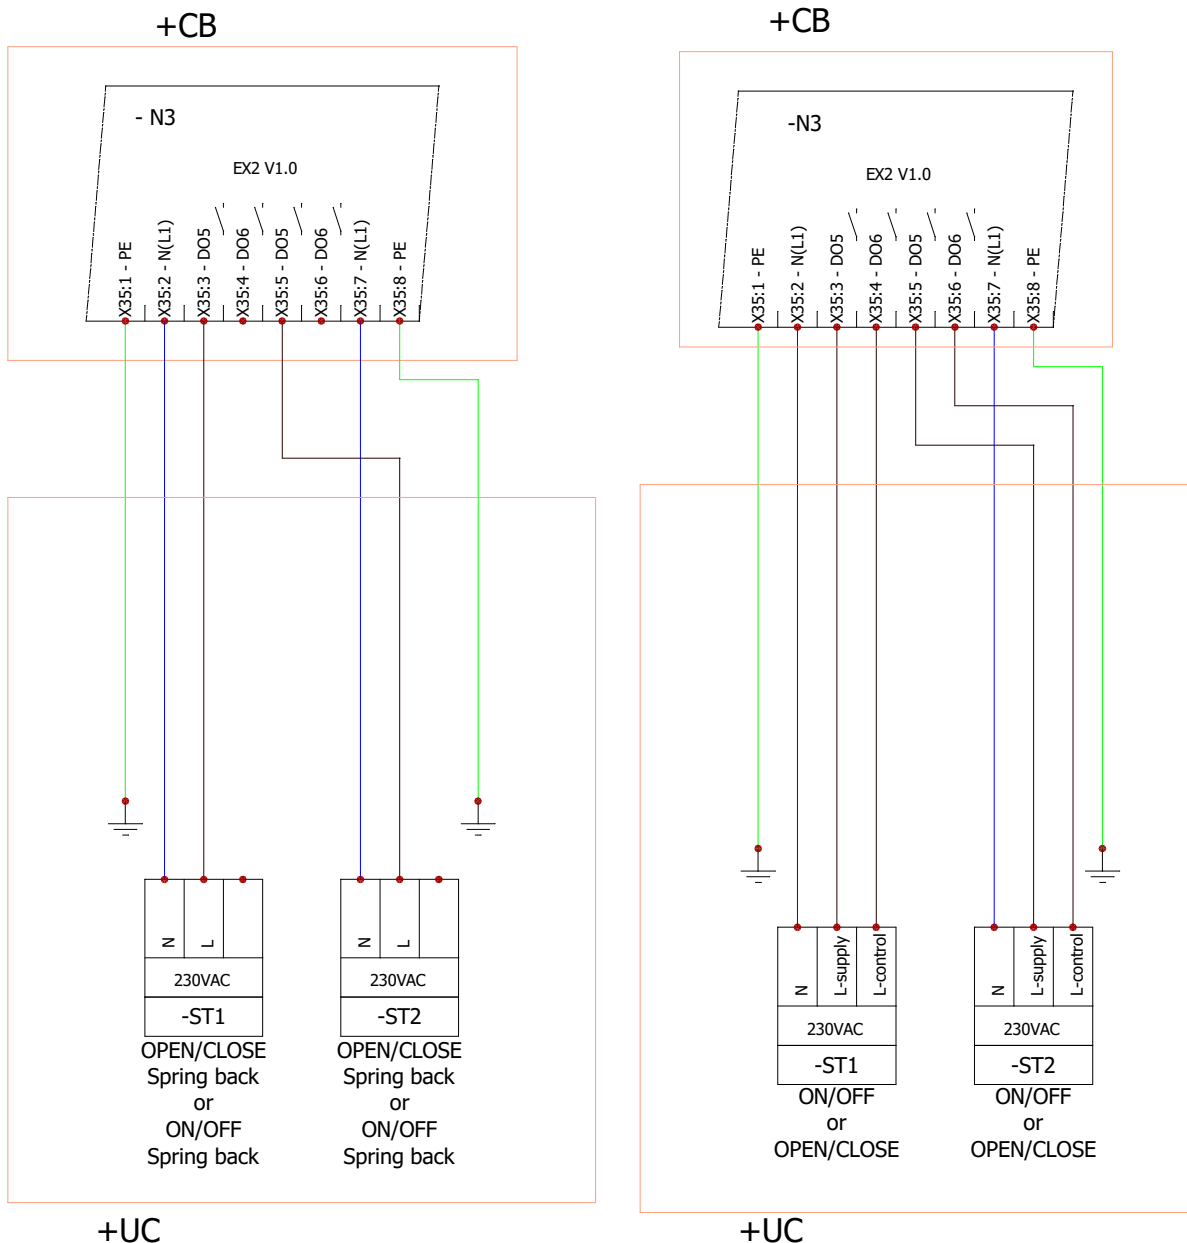 +CB
- N3
EX2 V1.0
X35:1 - PE
X35:2 - N(L1)
X35:3 - DO5
X35:4 - DO6
X35:5 - DO5
X35:6 - DO6
X35:7 - N(L1)
X35:8 - PE
N
L
230VAC
-ST1
OPEN/CLOSE
Spring back
or
ON/OFF
Spring back
N
L
230VAC
-ST2
OPEN/CLOSE
Spring back
or
ON/OFF
Spring back
+UC
+CB
-N3
EX2 V1.0
X35:1 - PE
X35:2 - N(L1)
X35:3 - DO5
X35:4 - DO6
X35:5 - DO5
X35:6 - DO6
X35:7 - N(L1)
X35:8 - PE
N
L-supply
L-control
230VAC
-ST1
ON/OFF
or
OPEN/CLOSE
N
L-supply
L-control
230VAC
-ST2
ON/OFF
or
OPEN/CLOSE
+UC